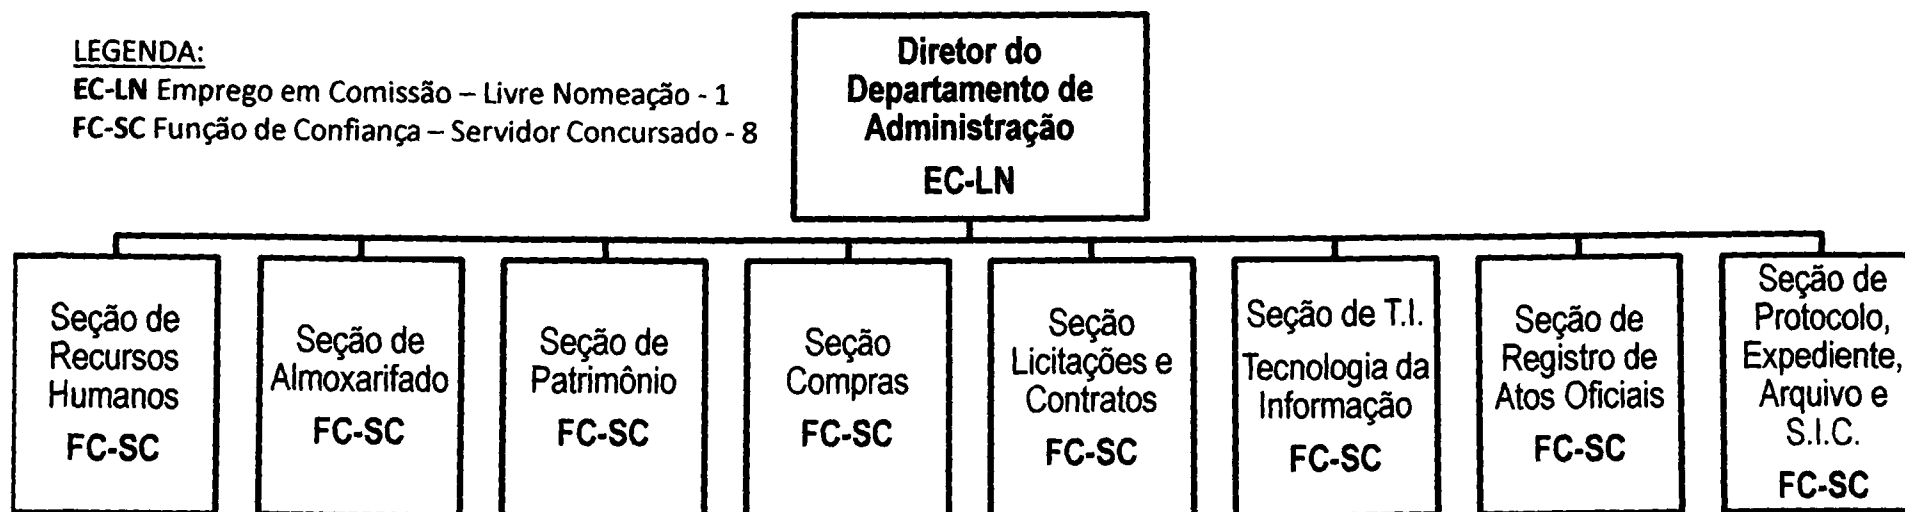 LEGENDA:
EC-LN Emprego em Comissão – Livre Nomeação - 1
FC-SC Função de Confiança – Servidor Concursado - 8
Diretor do
Departamento de
Administração
EC-LN
Seção de
Recursos
Humanos
FC-SC
Seção de
Almoxarifado
FC-SC
Seção de
Patrimônio
FC-SC
Seção
Compras
FC-SC
Seção
Licitações e
Contratos
FC-SC
Seção de T.I.
Tecnologia da
Informação
FC-SC
Seção de
Registro de
Atos Oficiais
FC-SC
Seção de
Protocolo,
Expediente,
Arquivo e
S.I.C.
FC-SC